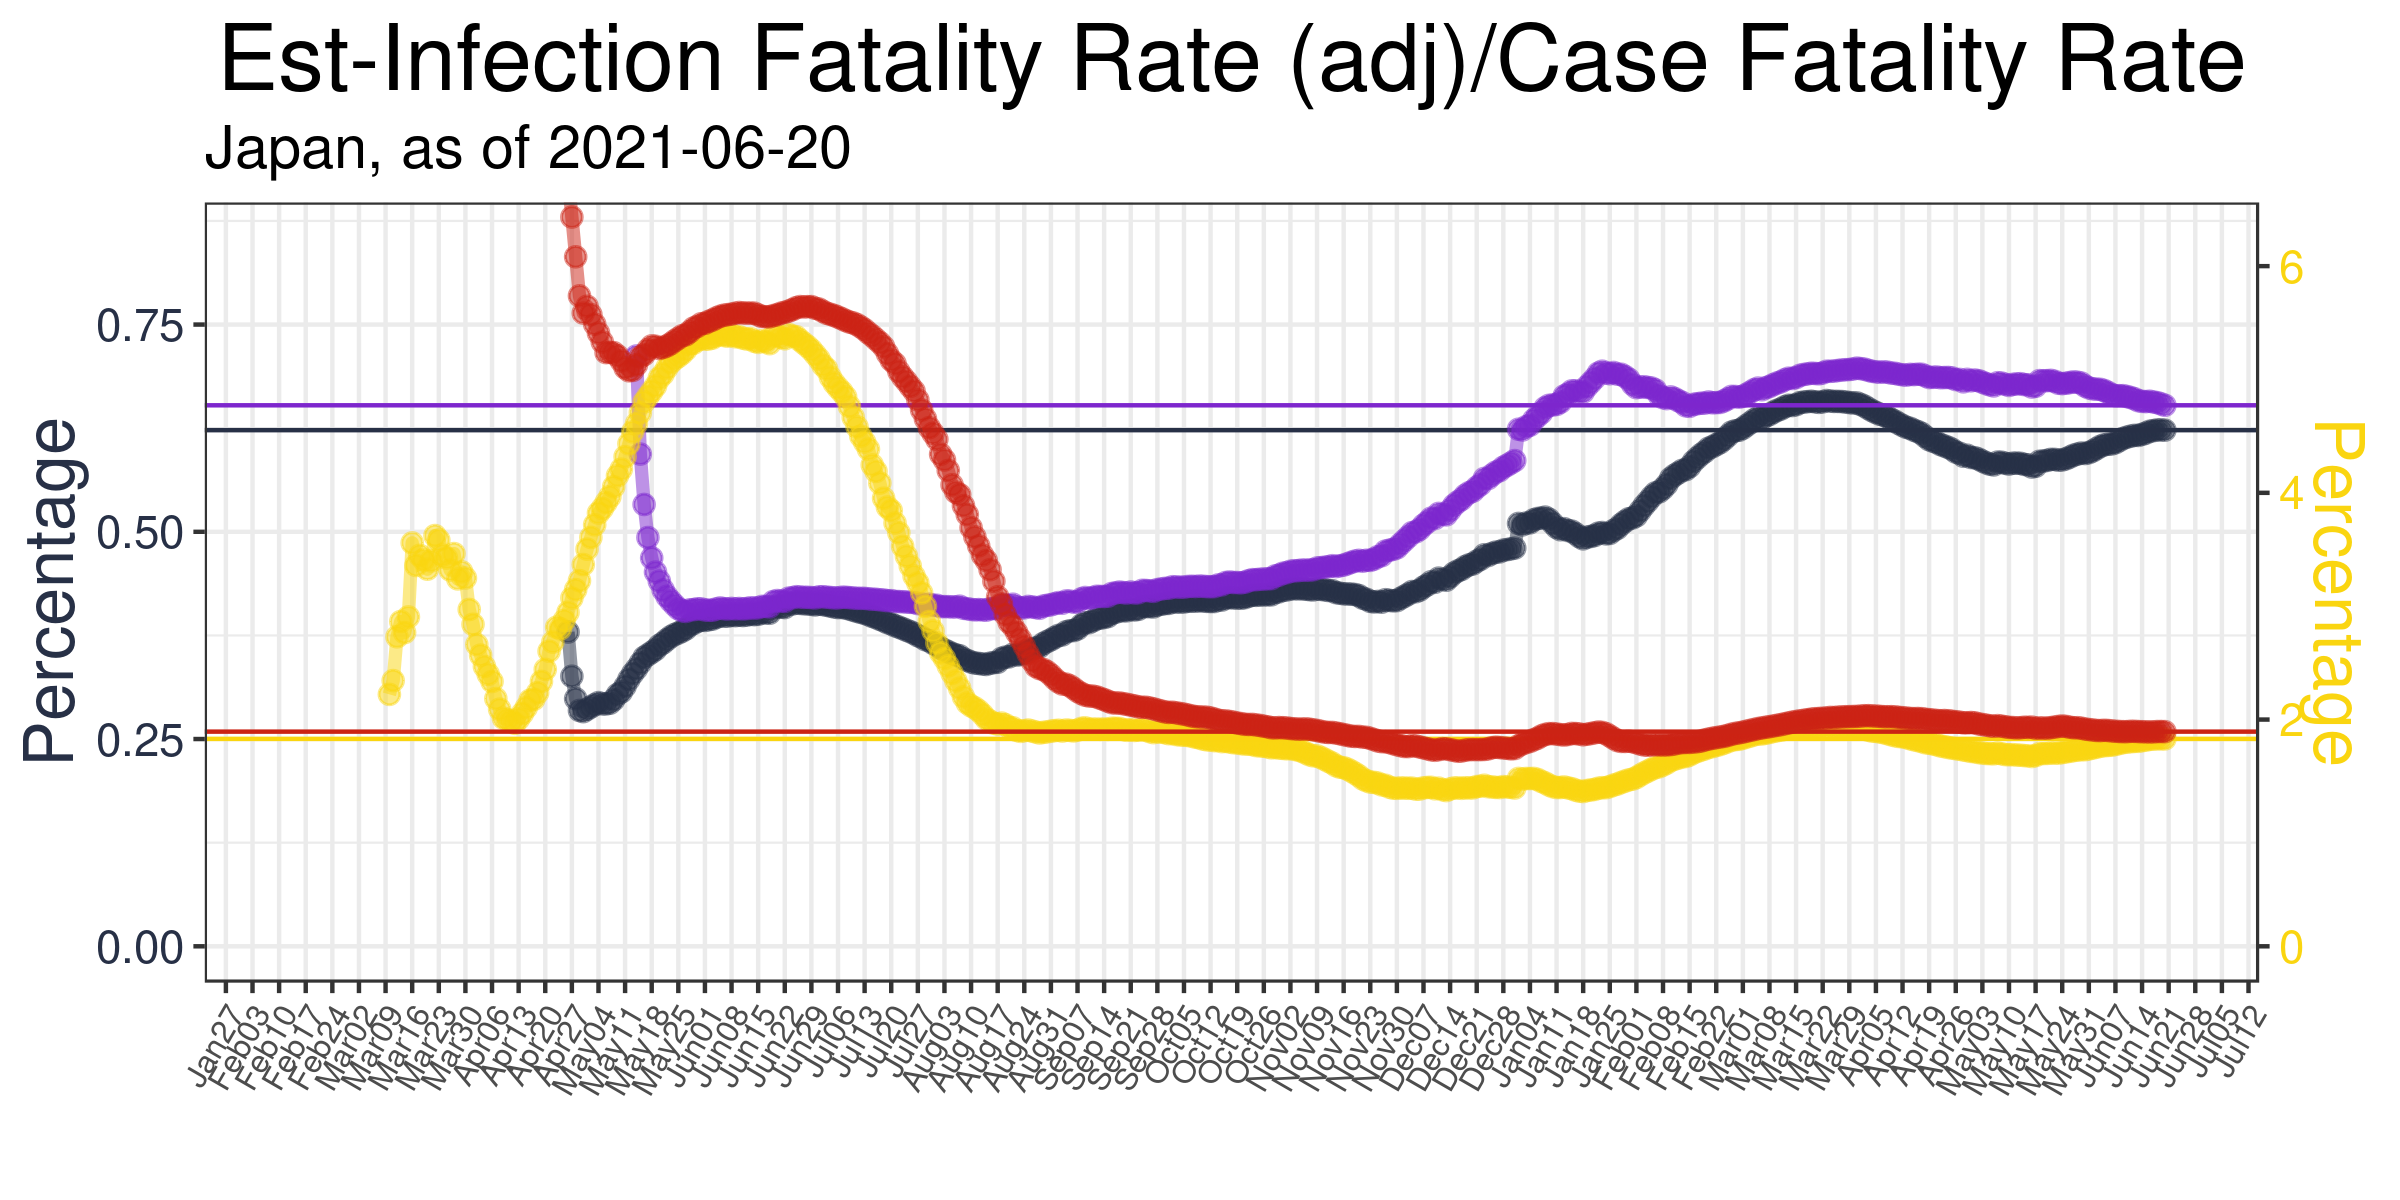 Est-Infection Fatality Rate (adj)/Case Fatality Rate
Japan, as of 2021-06-20
Percentage
0.75
0.50
0.25
0.00
6
4
2
0
Percentage
Jan27
Feb03
Feb10
Feb17
Feb24
Mar02
Mar09
Mar16
Mar23
Mar30
Apr06
Apr13
Apr20
Apr27
May04
May11
May18
May25
Jun01
Jun08
Jun15
Jun22
Jun29
Jul06
Jul13
Jul20
Jul27
Aug03
Aug10
Aug17
Aug24
Aug31
Sep07
Sep14
Sep21
Sep28
Oct05
Oct12
Oct19
Oct26
Nov02
Nov09
Nov16
Nov23
Nov30
Dec07
Dec14
Dec21
Dec28
Jan04
Jan11
Jan18
Jan25
Feb01
Feb08
Feb15
Feb22
Mar01
Mar08
Mar15
Mar22
Mar29
Apr05
Apr12
Apr19
Apr26
May03
May10
May17
May24
May31
Jun07
Jun14
Jun21
Jun28
Jul05
Jul12